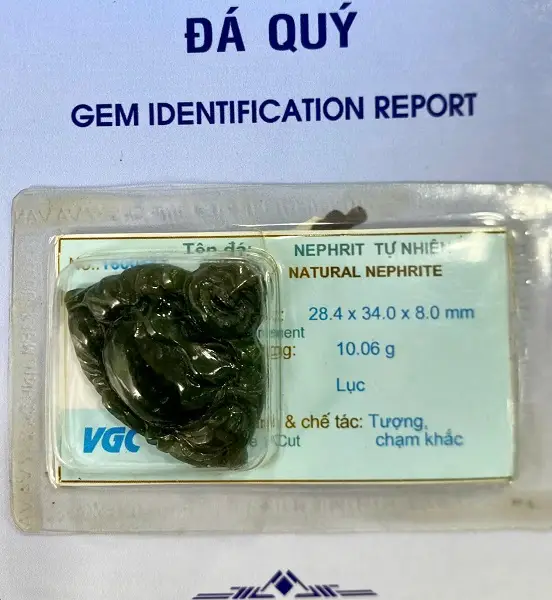 ĐÁ QUÝ
GEM IDENTIFICATION REPORT
Tên đá: NEPHRIT TỰ NHIÊN
NATURAL NEPHRITE
28.4 x 34.0 x 8.0 mm
10.06 g
Lục
& chế tác: Tượng,
Cut chạm khắc
VGC